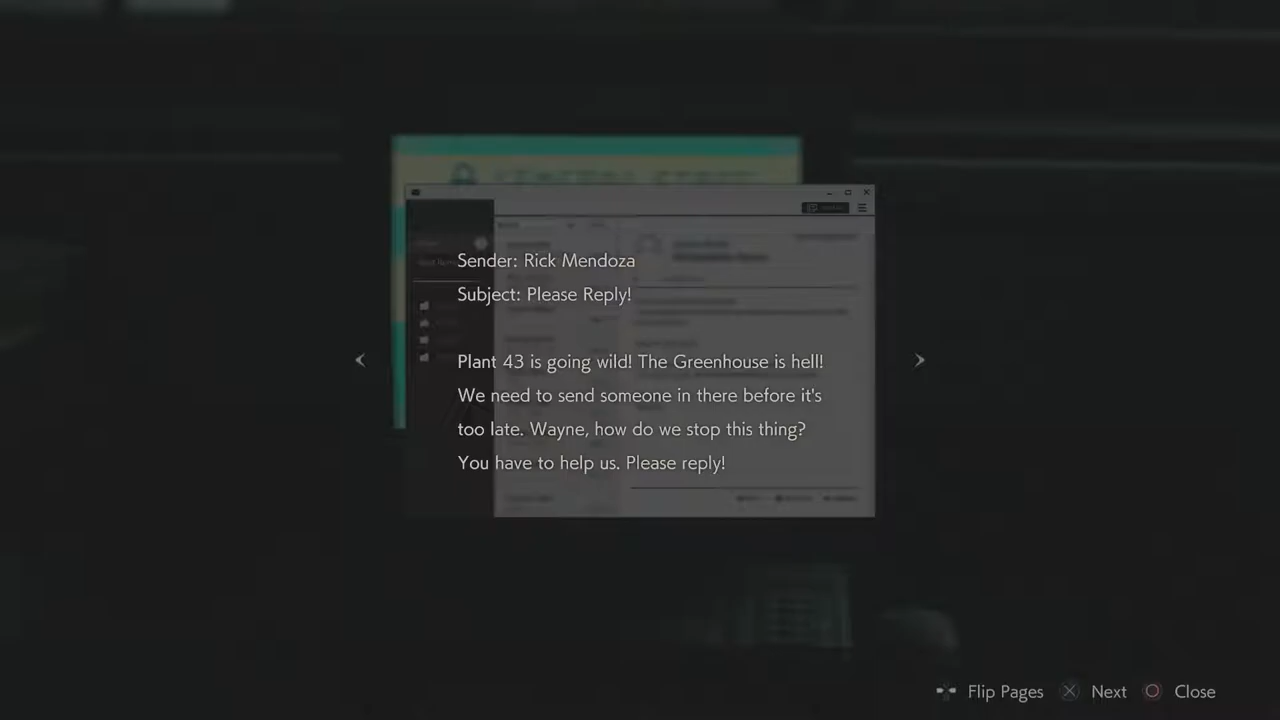 Sender: Rick Mendoza
Subject: Please Reply!
Plant 43 is going wild! The Greenhouse is hell!
We need to send someone in there before it's
too late. Wayne, how do we stop this thing?
You have to help us. Please reply!
Flip Pages Next Close